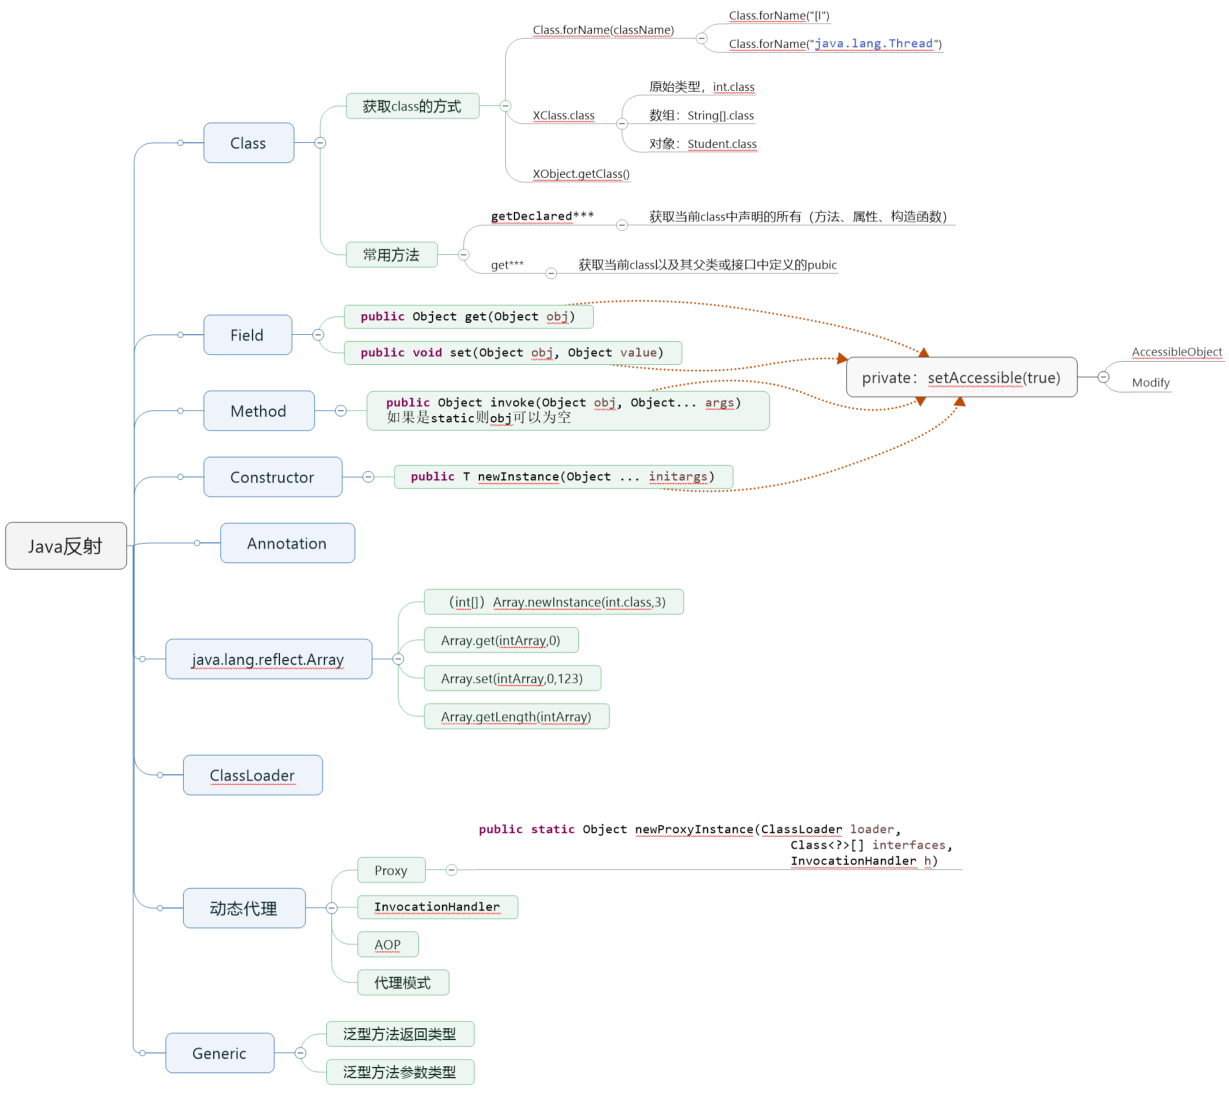 Java反射
Class
获取class的方式
Class.forName(className)
Class.forName("[I")
Class.forName("java.lang.Thread")
XClass.class
原始类型，int.class
数组：String[].class
对象：Student.class
XObject.getClass()
常用方法
getDeclared***
获取当前class中声明的所有（方法、属性、构造函数）
get***
获取当前class以及其父类或接口中定义的pubic
Field
public Object get(Object obj)
public void set(Object obj, Object value)
Method
public Object invoke(Object obj, Object... args)
如果是static则obj可以为空
Constructor
public T newInstance(Object ... initargs)
private：setAccessible(true)
AccessibleObject
Modify
Annotation
java.lang.reflect.Array
（int[]）Array.newInstance(int.class,3)
Array.get(intArray,0)
Array.set(intArray,0,123)
Array.getLength(intArray)
ClassLoader
动态代理
Proxy
public static Object newProxyInstance(ClassLoader loader,
Class<?>[] interfaces,
InvocationHandler h)
InvocationHandler
AOP
代理模式
Generic
泛型方法返回类型
泛型方法参数类型